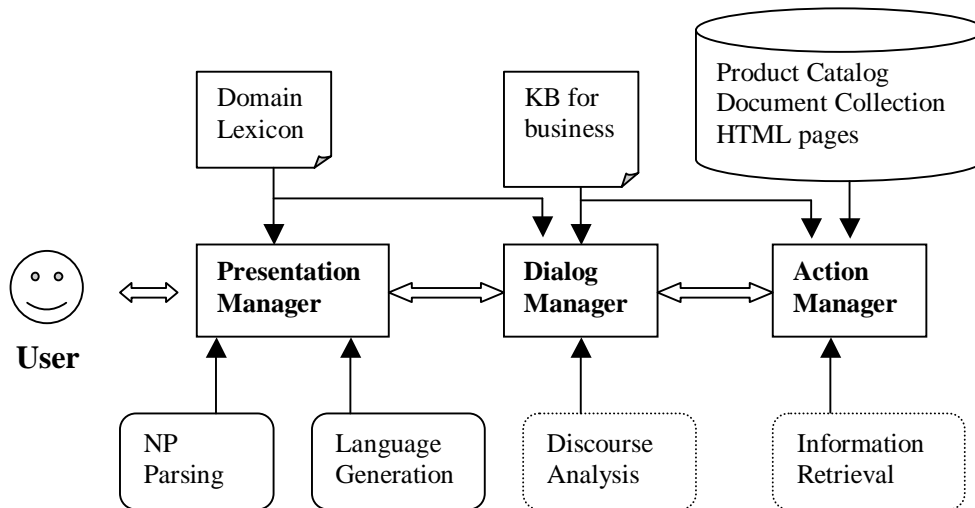 Domain
Lexicon
KB for
business
Product Catalog
Document Collection
HTML pages
Presentation
Manager
Dialog
Manager
Action
Manager
User
NP
Parsing
Language
Generation
Discourse
Analysis
Information
Retrieval